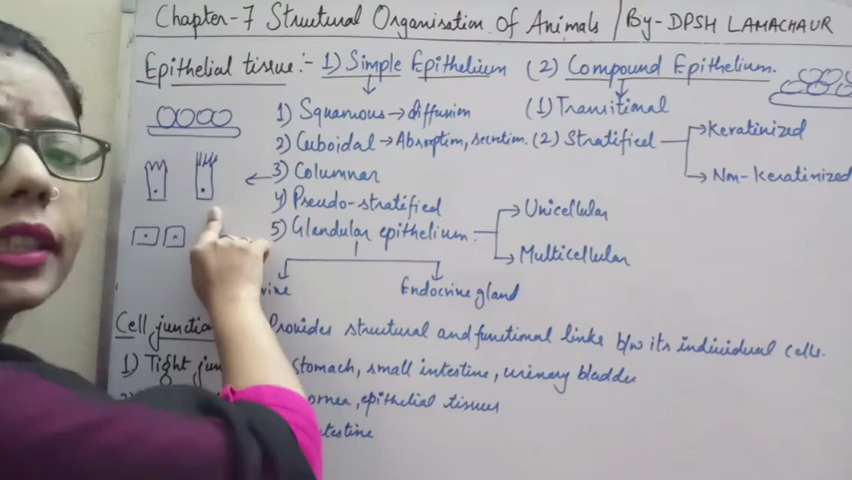 Chapter-7 Structural Organisation Of Animals / By- DPSH LAMACHAUR
Epithelial tissue:- 1) Simple Epithelium (2) Compound Epithelium.
1) Squamous → diffusion (1) Transitional
2) Cuboidal → Absorption, secretion. (2) Stratified → Keratinized
3) Columnar → Non-Keratinized
4) Pseudo-stratified → Unicellular
5) Glandular epithelium → Multicellular
Endocrine gland
Cell junction Provides structural and functional links b/w its individual cells.
1) Tight Stomach, small intestine, urinary bladder
epithelial tissues